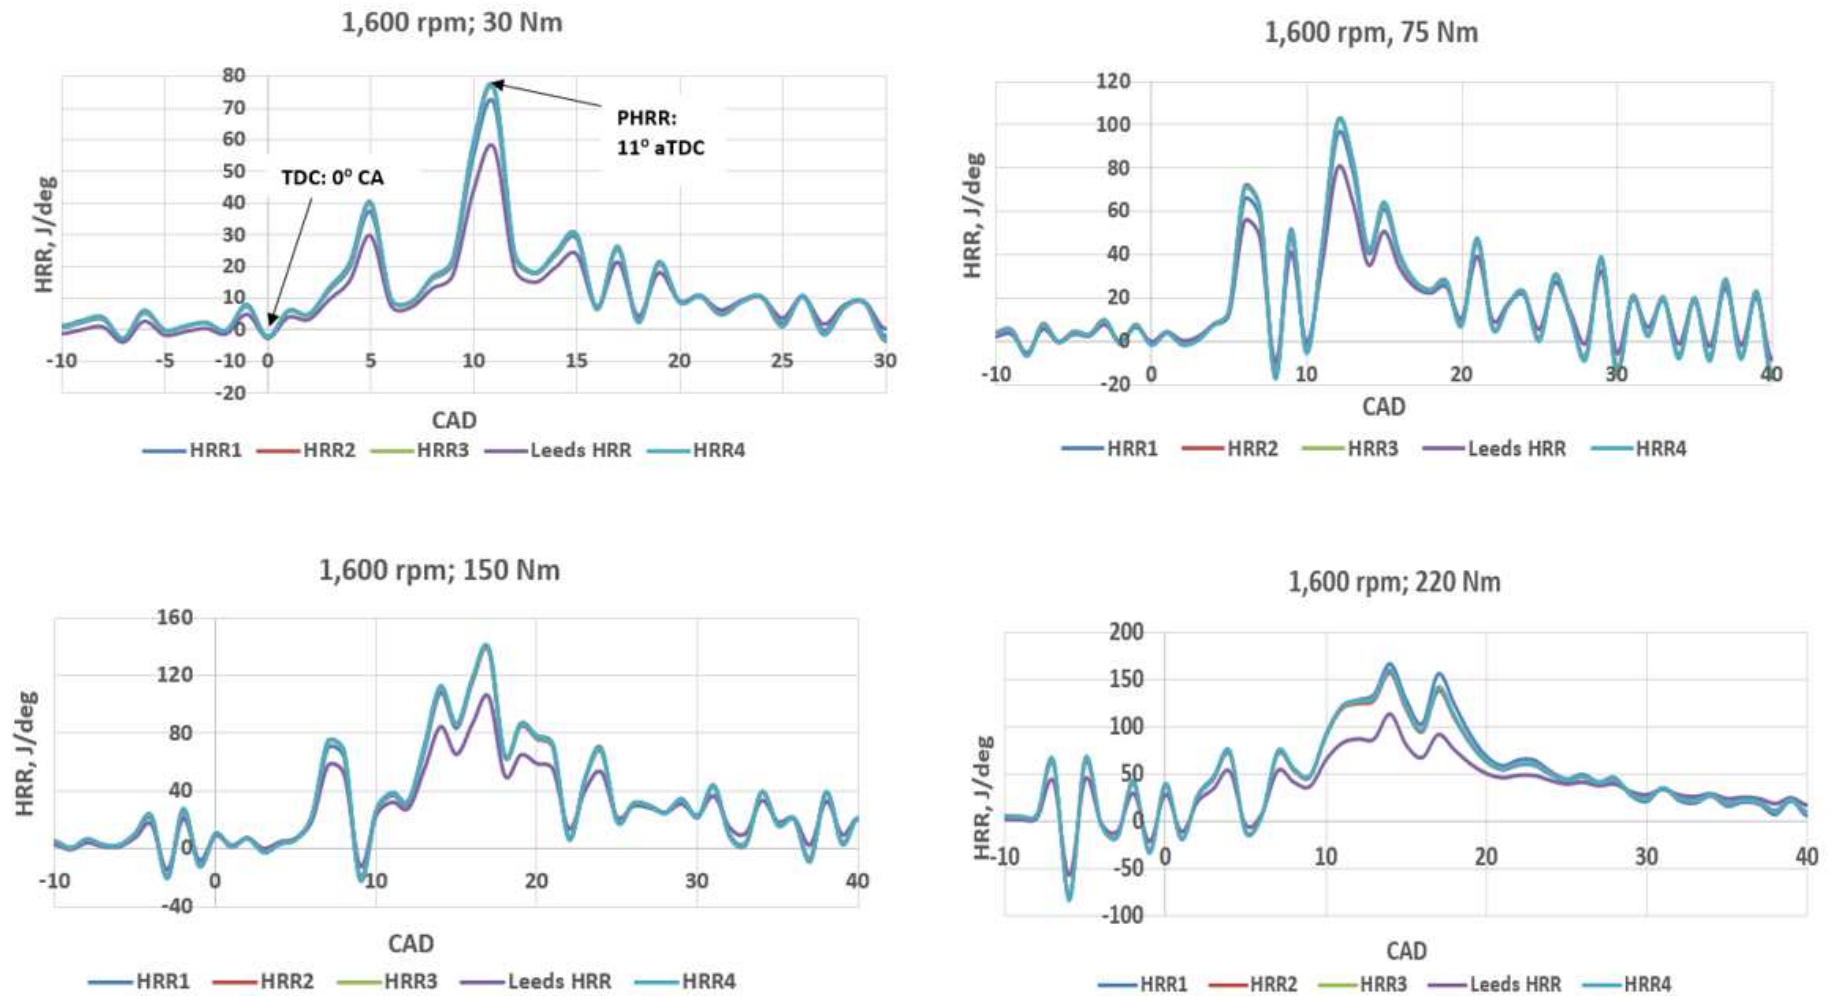 1,600 rpm; 30 Nm
80
70
60
50
40
30
20
10
0
-10
-20
-10 -5 0 5 10 15 20 25 30
HRR, J/deg
TDC: 0° CA
PHRR:
11° aTDC
CAD
HRR1 HRR2 HRR3 Leeds HRR HRR4
1,600 rpm, 75 Nm
120
100
80
60
40
20
0
-20
-10 0 10 20 30 40
HRR, J/deg
CAD
HRR1 HRR2 HRR3 Leeds HRR HRR4
1,600 rpm; 150 Nm
160
120
80
40
0
-40
-10 0 10 20 30 40
HRR, J/deg
CAD
HRR1 HRR2 HRR3 Leeds HRR HRR4
1,600 rpm; 220 Nm
200
150
100
50
0
-50
-100
-10 0 10 20 30 40
HRR, J/deg
CAD
HRR1 HRR2 HRR3 Leeds HRR HRR4